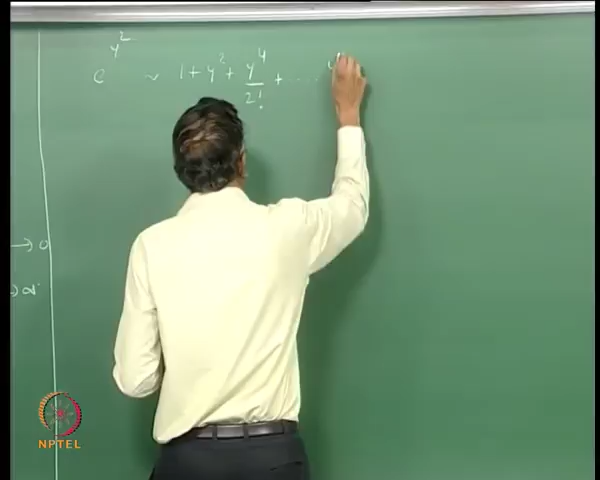 e^{y^2} ~ 1 + y^2 + y^4/2! + ....
→ 0
NPTEL